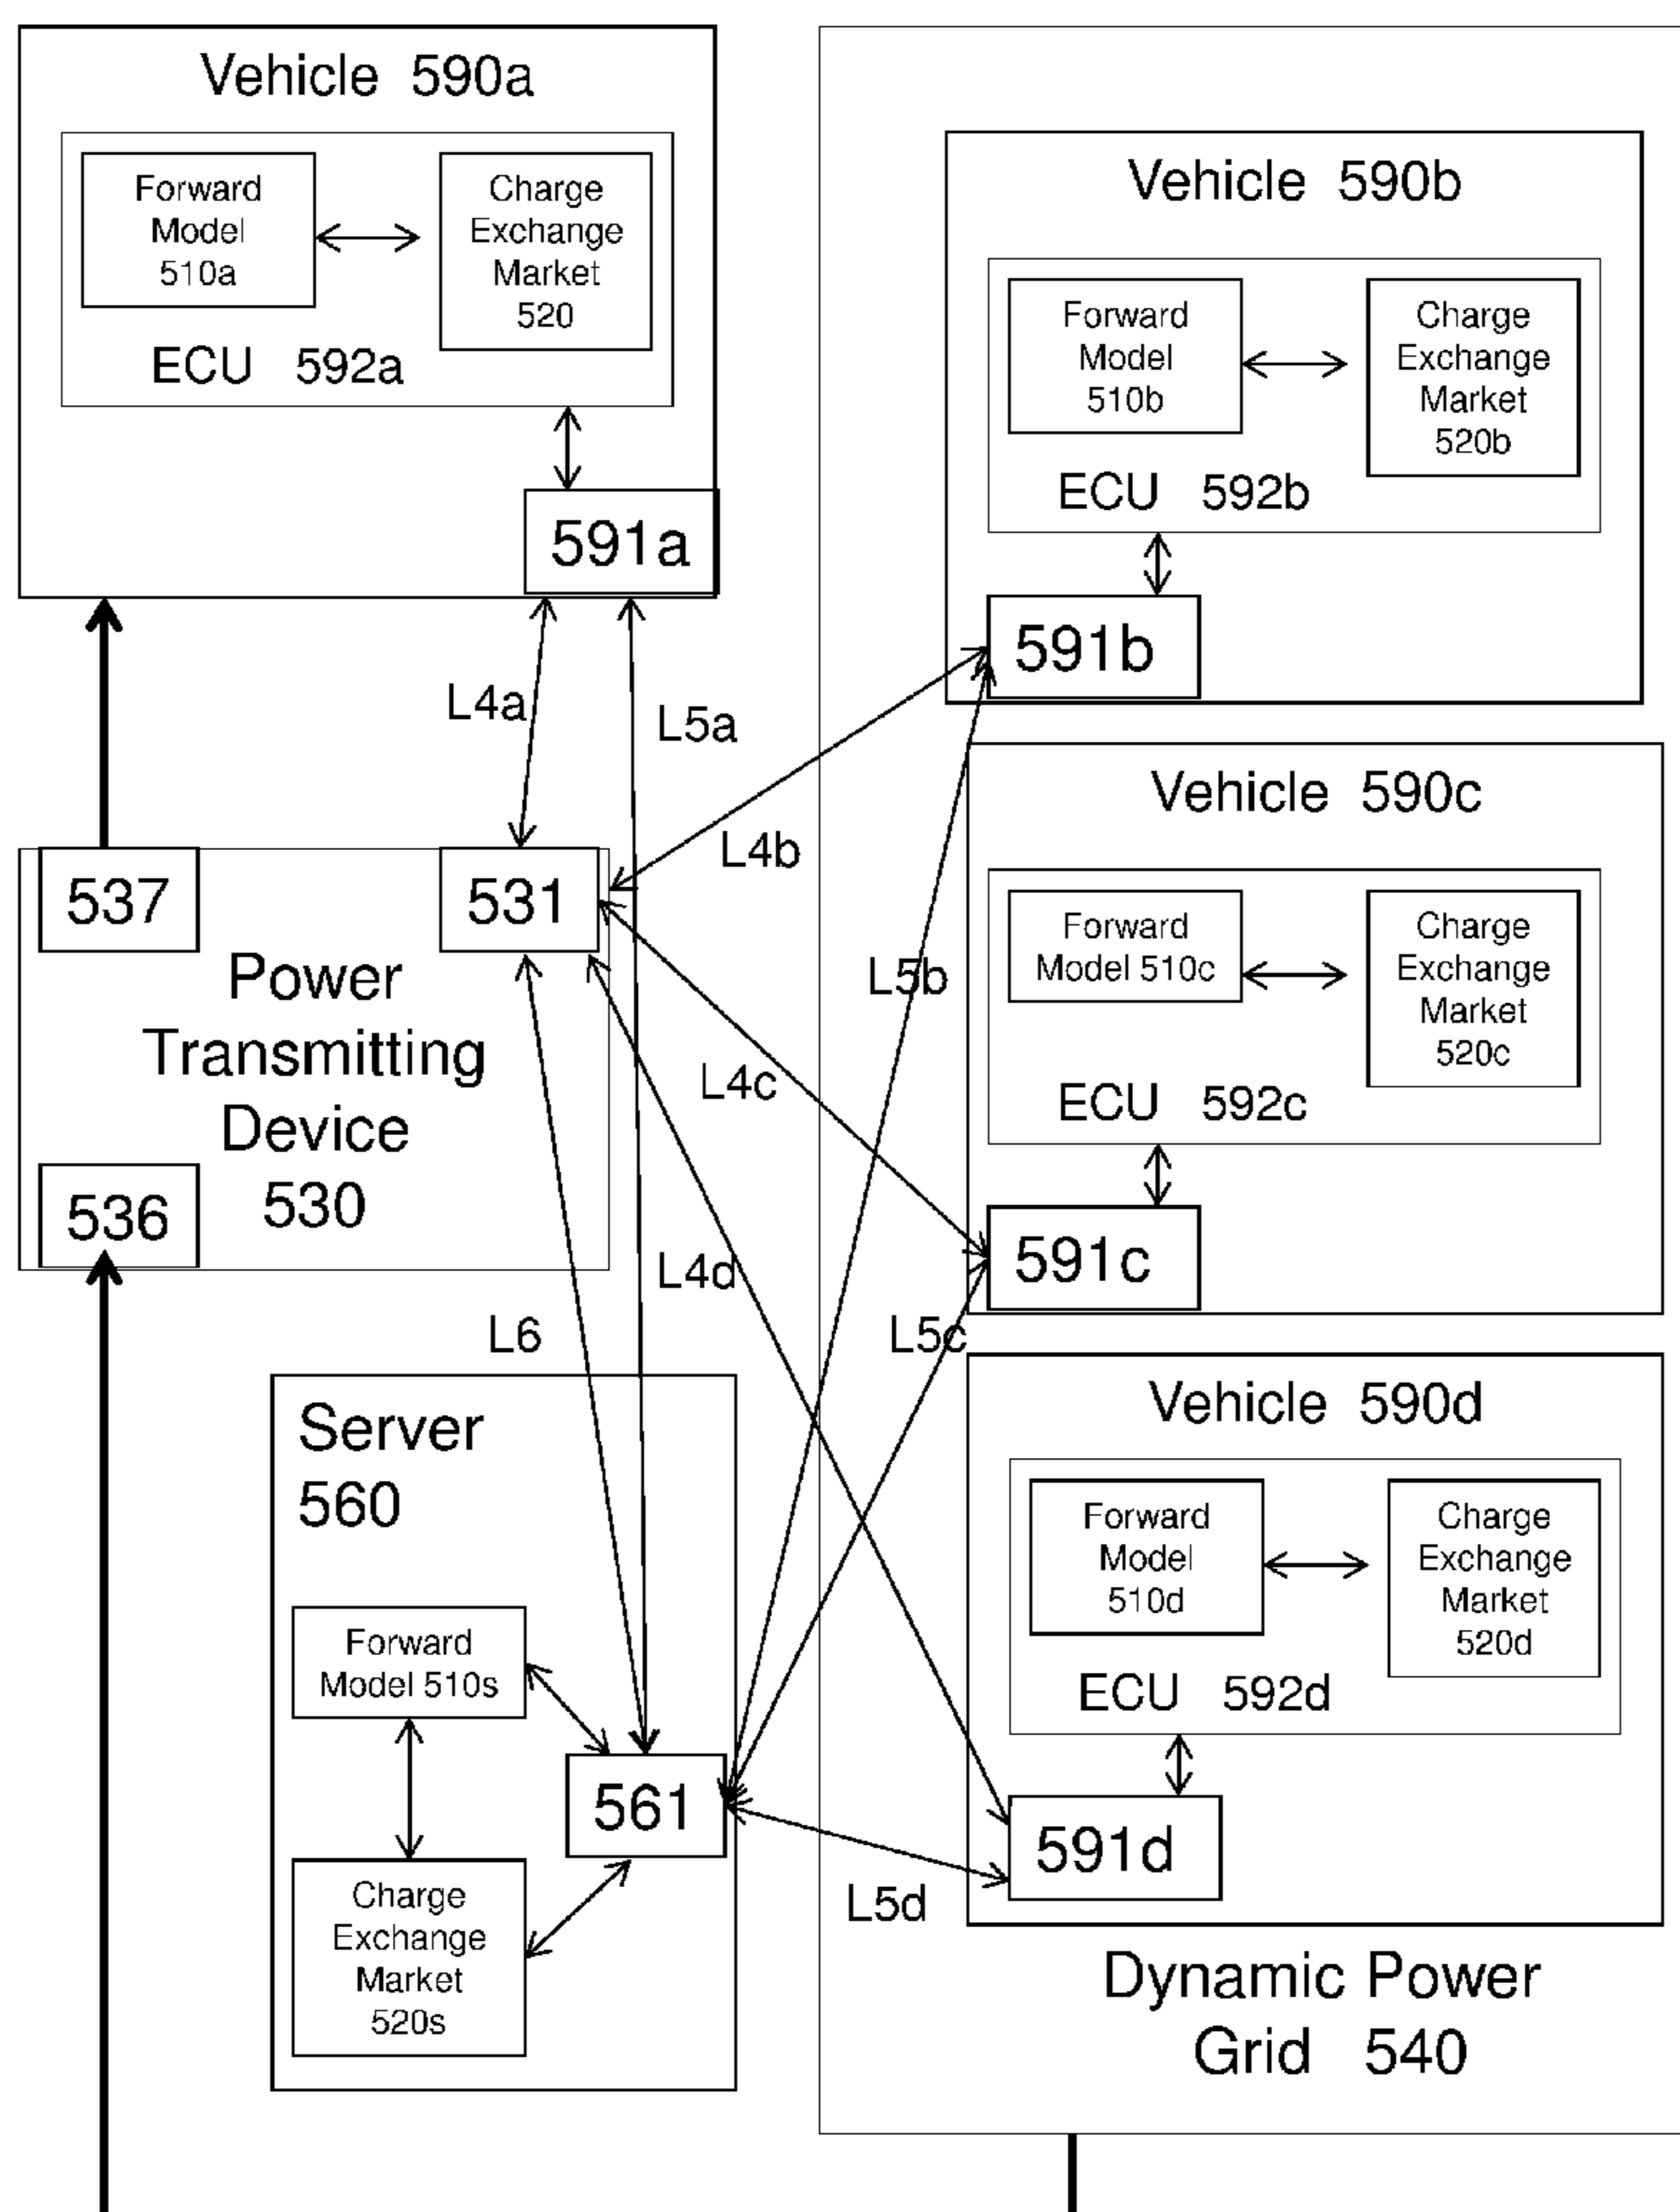 Vehicle 590a
Forward
Model
510a
Charge
Exchange
Market
520
ECU 592a
591a
L4a
L5a
537
531
Power
Transmitting
Device
530
536
L4b
L5b
L4c
L4d
L6
L5c
L5d
Server
560
Forward
Model 510s
561
Charge
Exchange
Market
520s
Vehicle 590b
Forward
Model
510b
Charge
Exchange
Market
520b
ECU 592b
591b
Vehicle 590c
Forward
Model 510c
Charge
Exchange
Market
520c
ECU 592c
591c
Vehicle 590d
Forward
Model
510d
Charge
Exchange
Market
520d
ECU 592d
591d
Dynamic Power
Grid 540